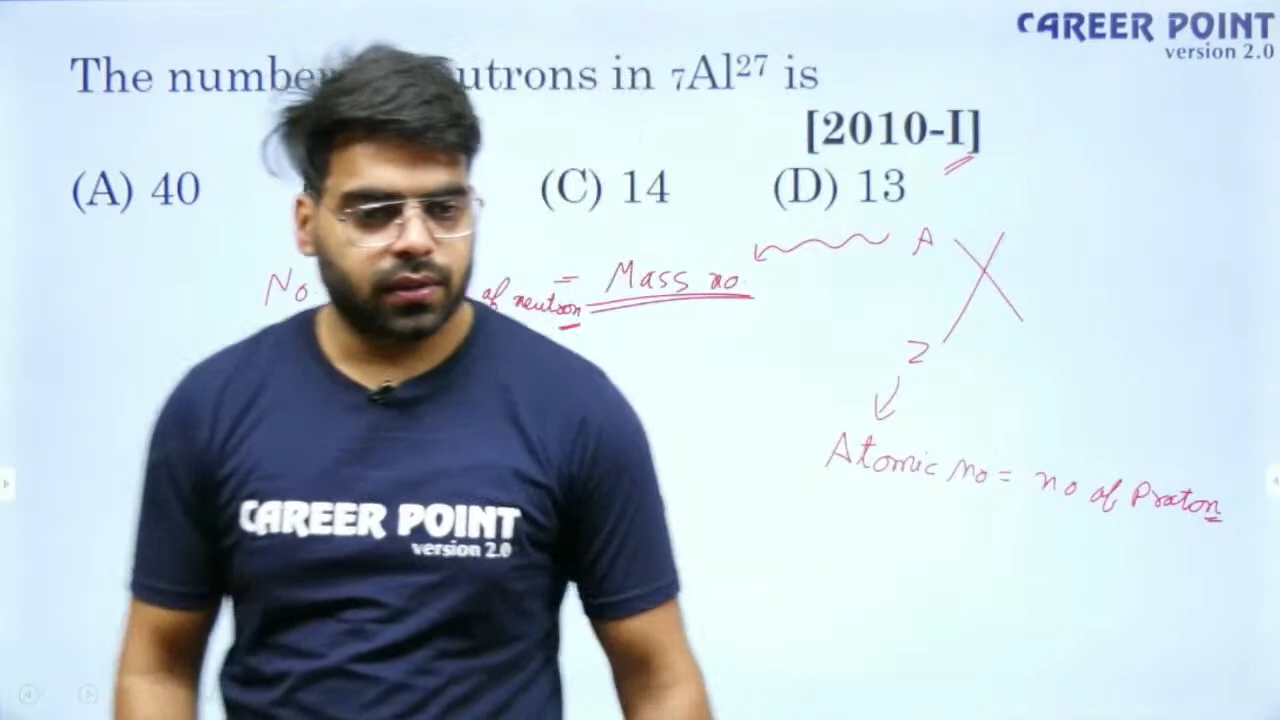 CAREER POINT
version 2.0
The numbe utrons in ₇Al²⁷ is
[2010-I]
(A) 40 (C) 14 (D) 13
A
No of neutron = Mass no.
Z
Atomic no = no of Proton
CAREER POINT
version 2.0